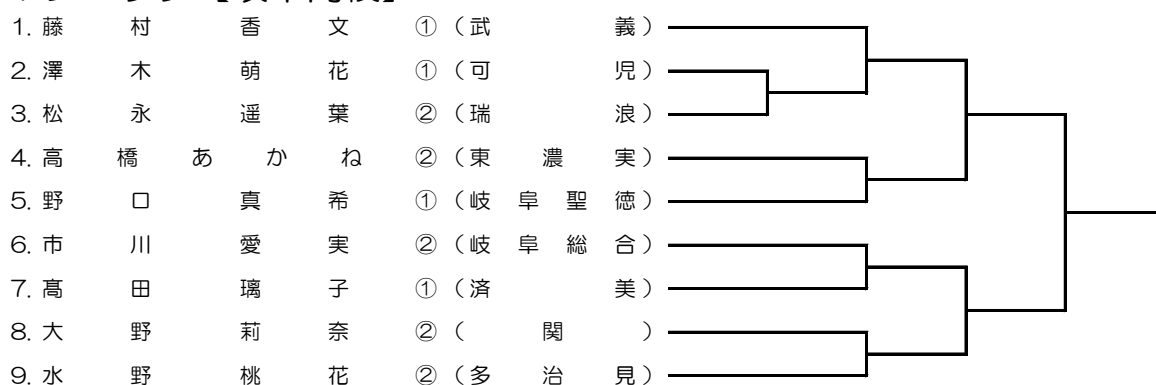 1. 藤村香文 ① (武義)
2. 澤木萌花 ① (可児)
3. 松永遥葉 ② (瑞浪)
4. 高橋あかね ② (東濃実)
5. 野口真希 ① (岐阜聖徳)
6. 市川愛実 ② (岐阜総合)
7. 髙田璃子 ① (済美)
8. 大野莉奈 ② (関)
9. 水野桃花 ② (多治見)